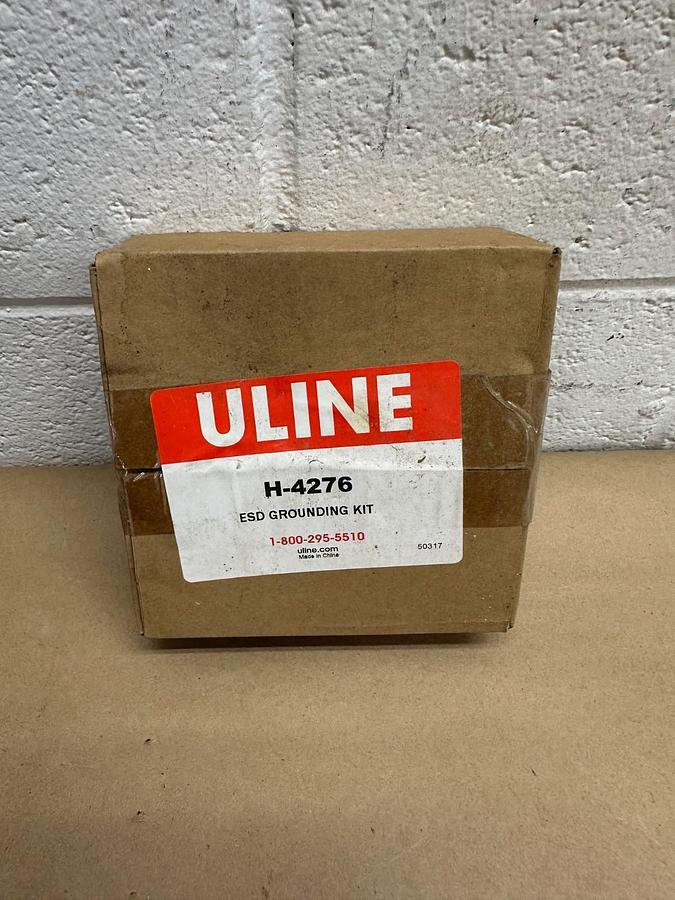 ULINE
H-4276
ESD GROUNDING KIT
1-800-295-5510
uline.com
Made in China
50317